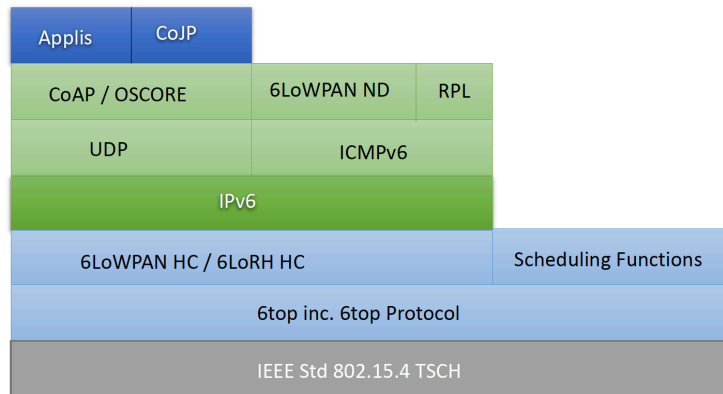 Applis
CoJP
CoAP / OSCORE
6LoWPAN ND
RPL
UDP
ICMPv6
IPv6
6LoWPAN HC / 6LoRH HC
Scheduling Functions
6top inc. 6top Protocol
IEEE Std 802.15.4 TSCH